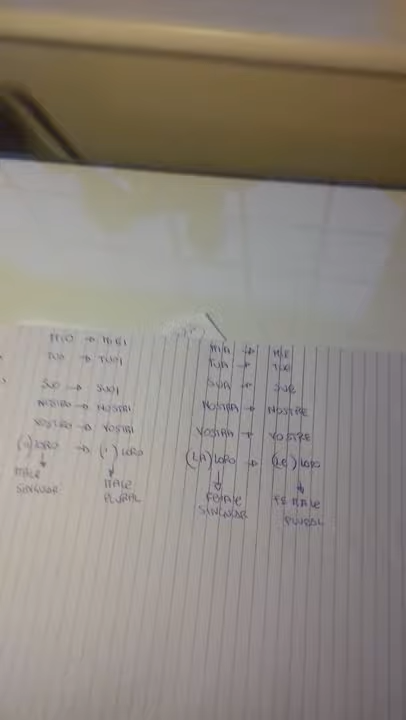 MIO → MIEI MIA → MIE
TUO → TUOI TUA → TUE
SUO → SUOI SUA → SUE
NOSTRO → NOSTRI NOSTRA → NOSTRE
VOSTRO → VOSTRI VOSTRA → VOSTRE
LORO → (I) LORO (LA) LORO → (LE) LORO
MALE SINGULAR MALE PLURAL FEMALE SINGULAR FEMALE PLURAL